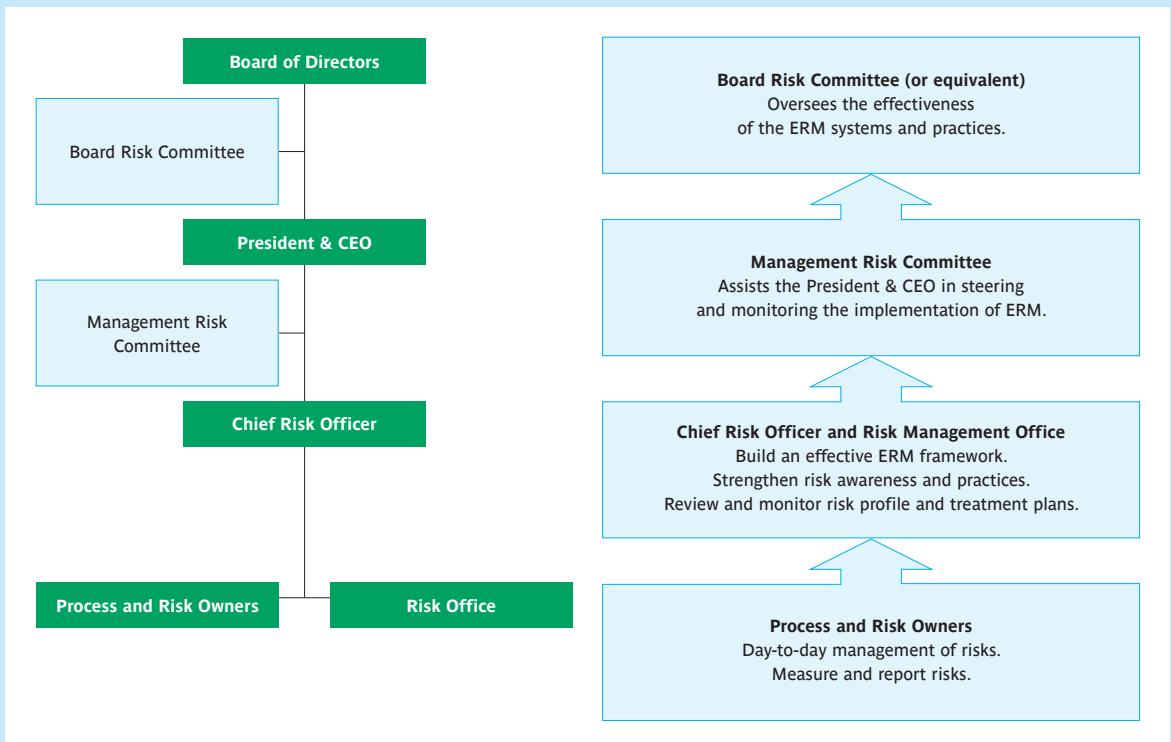 Board of Directors
Board Risk Committee
President & CEO
Management Risk
Committee
Chief Risk Officer
Process and Risk Owners
Risk Office
Board Risk Committee (or equivalent)
Oversees the effectiveness
of the ERM systems and practices.
Management Risk Committee
Assists the President & CEO in steering
and monitoring the implementation of ERM.
Chief Risk Officer and Risk Management Office
Build an effective ERM framework.
Strengthen risk awareness and practices.
Review and monitor risk profile and treatment plans.
Process and Risk Owners
Day-to-day management of risks.
Measure and report risks.